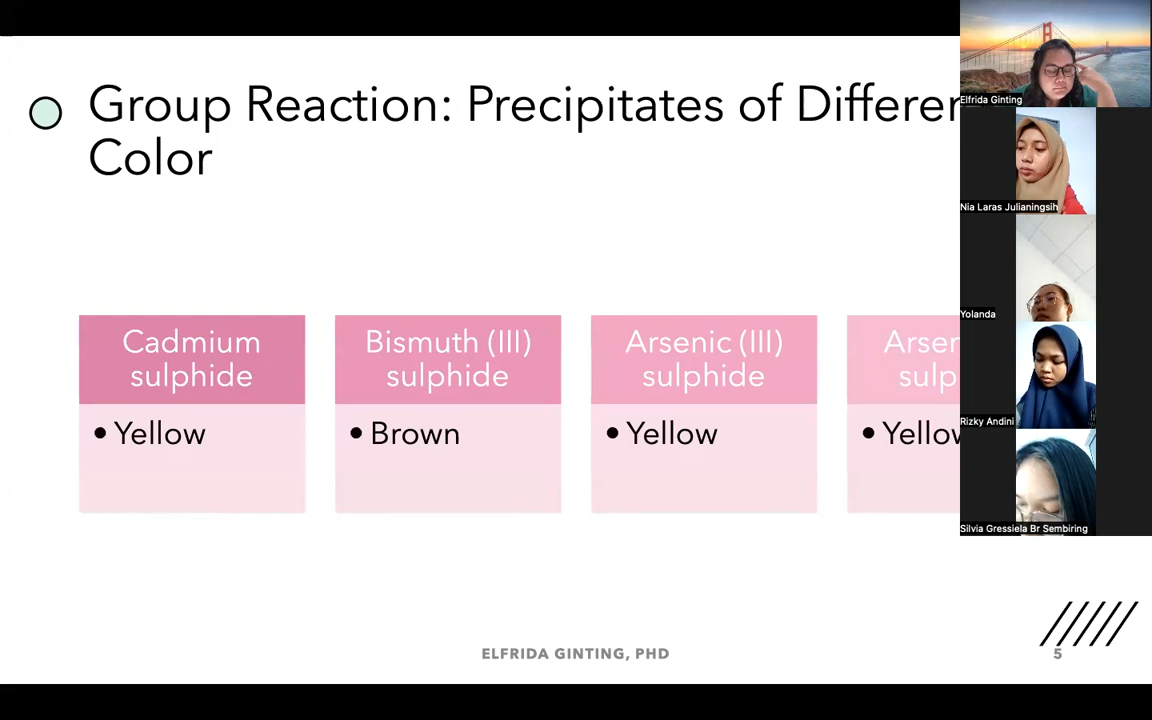 Group Reaction: Precipitates of Differen
Color
Cadmium
sulphide
• Yellow
Bismuth (III)
sulphide
• Brown
Arsenic (III)
sulphide
• Yellow
Arsen
sulp
• Yellow
Elfrida Ginting
Nia Laras Julianingsih
Yolanda
Rizky Andini
Silvia Gressiela Br Sembiring
ELFRIDA GINTING, PHD
5